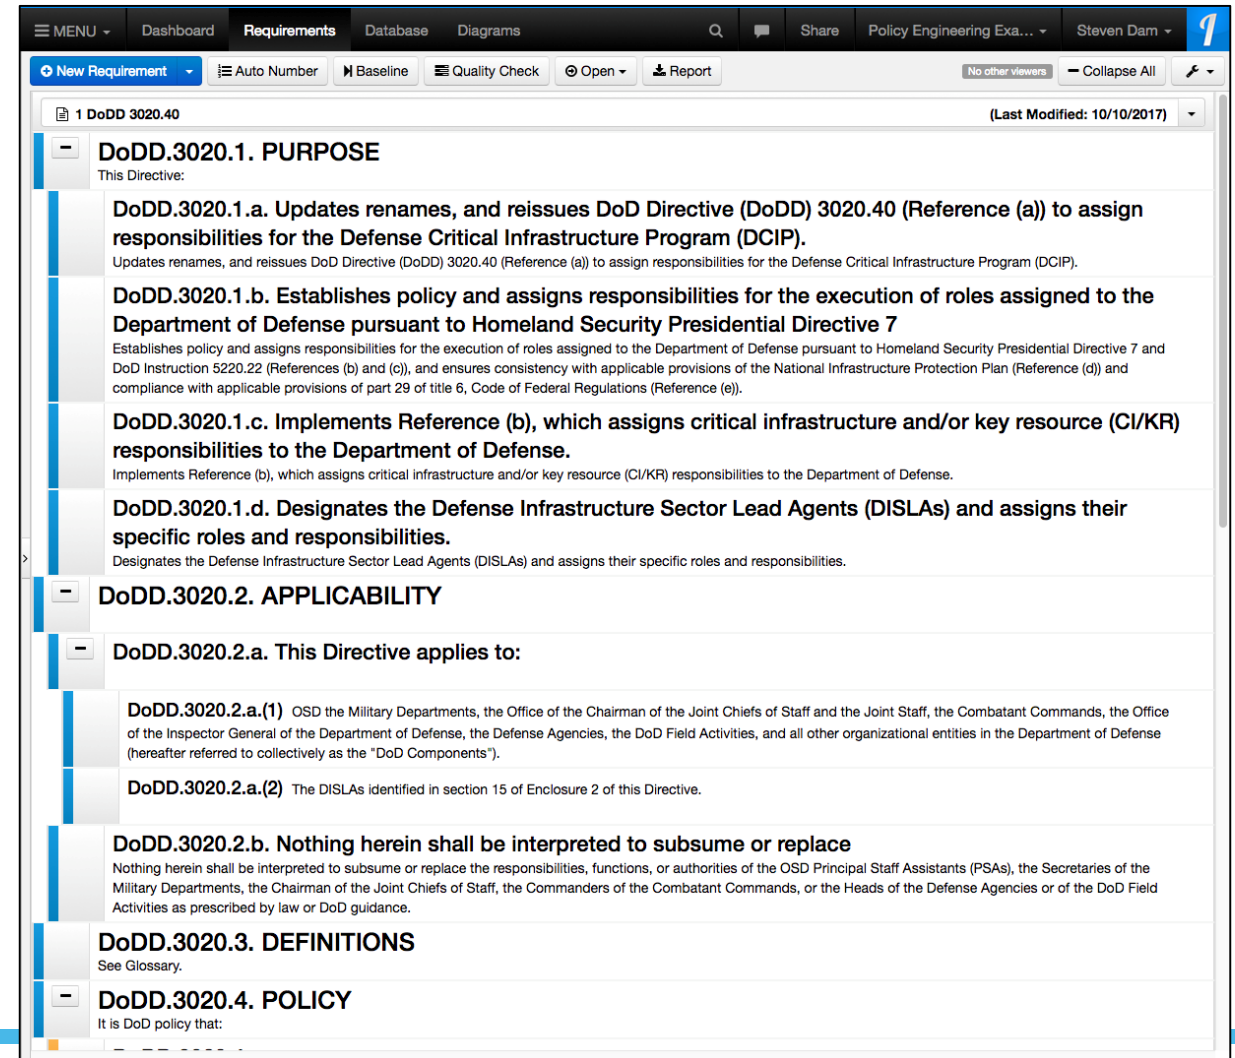 MENU Dashboard Requirements Database Diagrams Share Policy Engineering Exa... Steven Dam
New Requirement Auto Number Baseline Quality Check Open Report No other viewers Collapse All
1 DoDD 3020.40 (Last Modified: 10/10/2017)
DoDD.3020.1. PURPOSE
This Directive:
DoDD.3020.1.a. Updates renames, and reissues DoD Directive (DoDD) 3020.40 (Reference (a)) to assign
responsibilities for the Defense Critical Infrastructure Program (DCIP).
Updates renames, and reissues DoD Directive (DoDD) 3020.40 (Reference (a)) to assign responsibilities for the Defense Critical Infrastructure Program (DCIP).
DoDD.3020.1.b. Establishes policy and assigns responsibilities for the execution of roles assigned to the
Department of Defense pursuant to Homeland Security Presidential Directive 7
Establishes policy and assigns responsibilities for the execution of roles assigned to the Department of Defense pursuant to Homeland Security Presidential Directive 7 and
DoD Instruction 5220.22 (References (b) and (c)), and ensures consistency with applicable provisions of the National Infrastructure Protection Plan (Reference (d)) and
compliance with applicable provisions of part 29 of title 6, Code of Federal Regulations (Reference (e)).
DoDD.3020.1.c. Implements Reference (b), which assigns critical infrastructure and/or key resource (CI/KR)
responsibilities to the Department of Defense.
Implements Reference (b), which assigns critical infrastructure and/or key resource (CI/KR) responsibilities to the Department of Defense.
DoDD.3020.1.d. Designates the Defense Infrastructure Sector Lead Agents (DISLAs) and assigns their
specific roles and responsibilities.
Designates the Defense Infrastructure Sector Lead Agents (DISLAs) and assigns their specific roles and responsibilities.
DoDD.3020.2. APPLICABILITY
DoDD.3020.2.a. This Directive applies to:
DoDD.3020.2.a.(1) OSD the Military Departments, the Office of the Chairman of the Joint Chiefs of Staff and the Joint Staff, the Combatant Commands, the Office
of the Inspector General of the Department of Defense, the Defense Agencies, the DoD Field Activities, and all other organizational entities in the Department of Defense
(hereafter referred to collectively as the "DoD Components").
DoDD.3020.2.a.(2) The DISLAs identified in section 15 of Enclosure 2 of this Directive.
DoDD.3020.2.b. Nothing herein shall be interpreted to subsume or replace
Nothing herein shall be interpreted to subsume or replace the responsibilities, functions, or authorities of the OSD Principal Staff Assistants (PSAs), the Secretaries of the
Military Departments, the Chairman of the Joint Chiefs of Staff, the Commanders of the Combatant Commands, or the Heads of the Defense Agencies or of the DoD Field
Activities as prescribed by law or DoD guidance.
DoDD.3020.3. DEFINITIONS
See Glossary.
DoDD.3020.4. POLICY
It is DoD policy that: